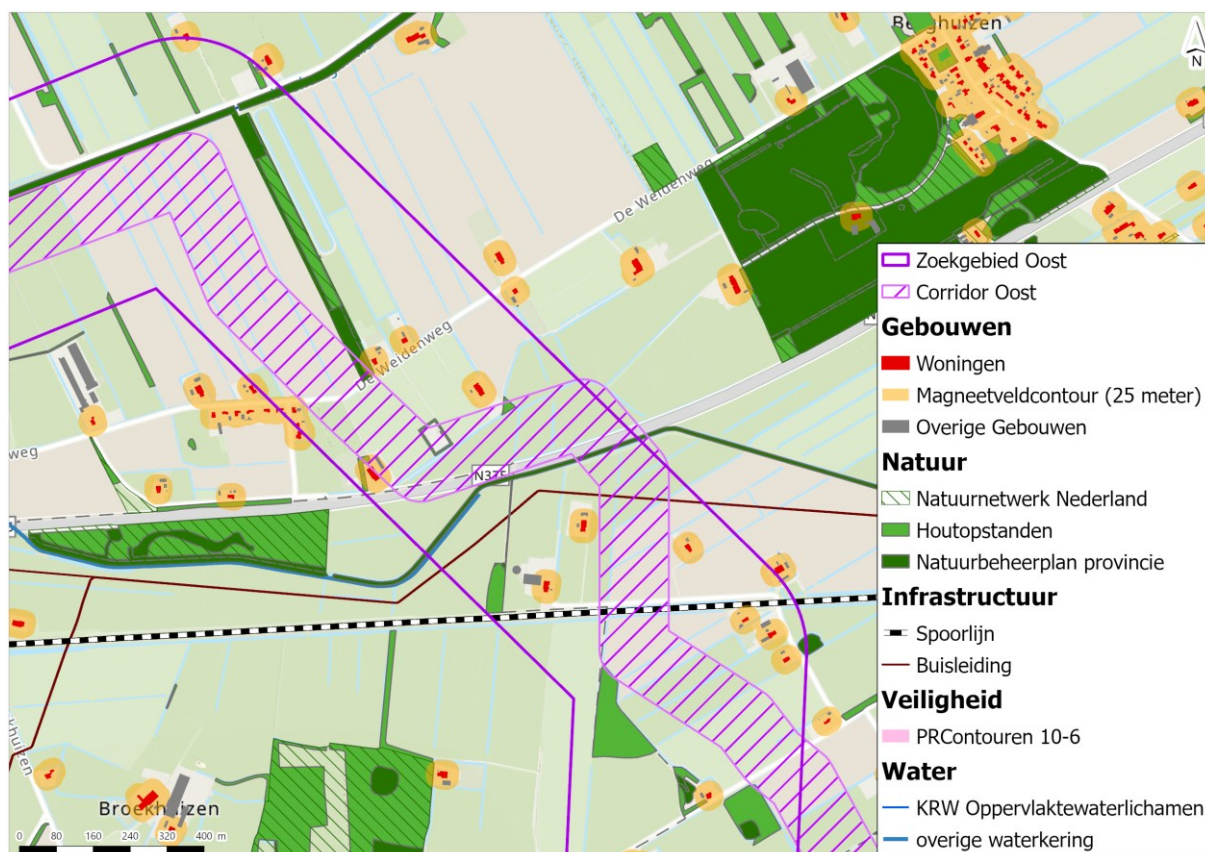 Berghuizen
N
De Weidenweg
De Weidenweg
weg
N375
Broekhuizen
0 80 160 240 320 400 m
Zoekgebied Oost
Corridor Oost
Gebouwen
Woningen
Magneetveldcontour (25 meter)
Overige Gebouwen
Natuur
Natuurnetwerk Nederland
Houtopstanden
Natuurbeheerplan provincie
Infrastructuur
Spoorlijn
Buisleiding
Veiligheid
PRContouren 10-6
Water
KRW Oppervlaktewaterlichamen
overige waterkering